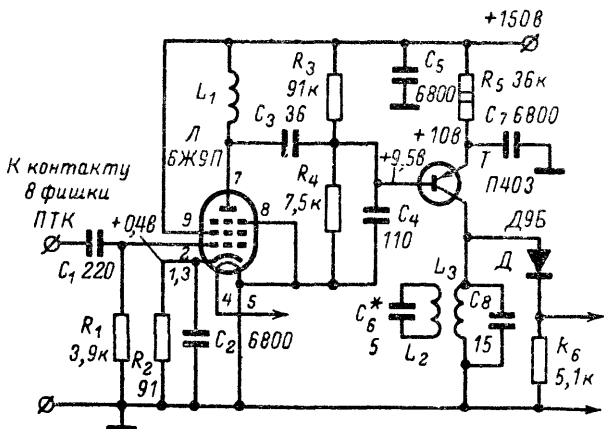 +150В
R3
91к
C5
6800
R5 36к
L1
C3
36
C7 6800
Л
6Ж9П
+10В
Т
К контакту
8 фишки
ПТК
7
R4
7,5к
+9,5В
П403
+0,4В
9
8
C4
110
Д9Б
2
C1 220
1,3
Д
4
5
L3
C6*
5
C8
R1
3,9к
R2
91
C2
6800
L2
15
R6
5,1к